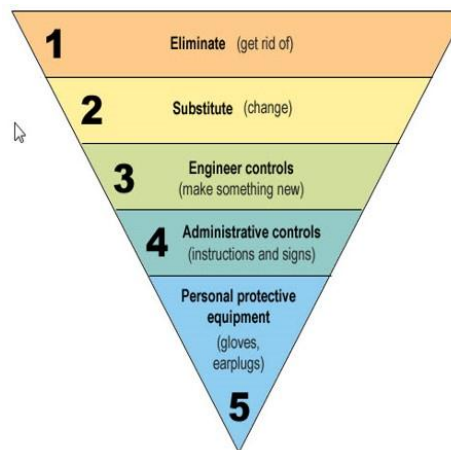 1 Eliminate (get rid of)
2 Substitute (change)
3 Engineer controls
(make something new)
4 Administrative controls
(instructions and signs)
Personal protective
equipment
(gloves,
earplugs)
5